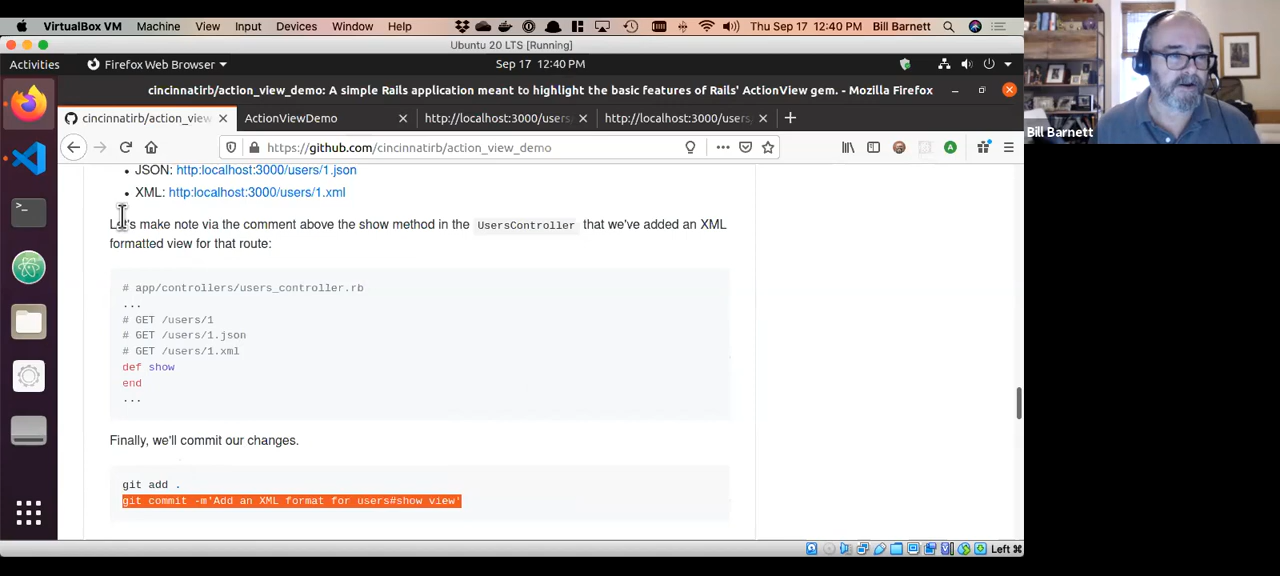 VirtualBox VM Machine View Input Devices Window Help Thu Sep 17 12:40 PM Bill Barnett
Ubuntu 20 LTS [Running]
Activities Firefox Web Browser Sep 17 12:40 PM
cincinnatirb/action_view_demo: A simple Rails application meant to highlight the basic features of Rails' ActionView gem. - Mozilla Firefox
cincinnatirb/action_view ActionViewDemo http://localhost:3000/users http://localhost:3000/users
https://github.com/cincinnatirb/action_view_demo
JSON: http:localhost:3000/users/1.json
XML: http:localhost:3000/users/1.xml
Let's make note via the comment above the show method in the UsersController that we've added an XML
formatted view for that route:
# app/controllers/users_controller.rb
...
# GET /users/1
# GET /users/1.json
# GET /users/1.xml
def show
end
...
Finally, we'll commit our changes.
git add .
git commit -m'Add an XML format for users#show view'
Left ⌘
Bill Barnett